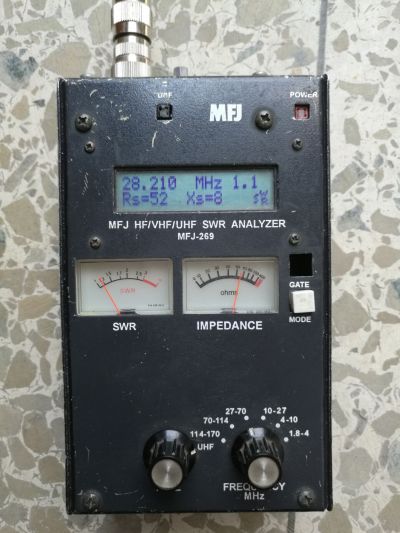 UHF
MFJ
POWER
28.210 MHz 1.1
Rs=52 Xs=8 SWR
MFJ HF/VHF/UHF SWR ANALYZER
MFJ-269
SWR
ohms
GATE
SWR
IMPEDANCE
MODE
27-70
10-27
70-114
4-10
114-170
1.8-4
UHF
FREQUENCY
MHz